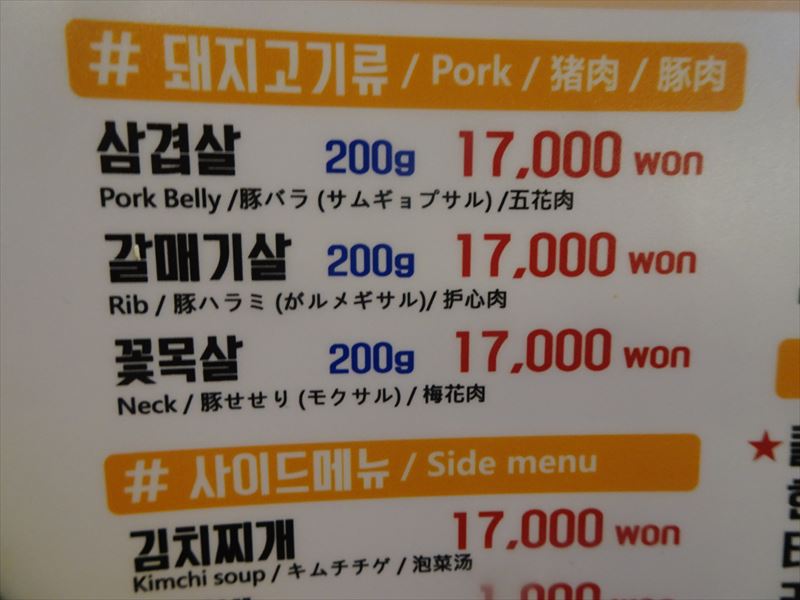 # 돼지고기류 / Pork / 猪肉 / 豚肉
삼겹살 200g 17,000 won
Pork Belly /豚バラ (サムギョプサル) /五花肉
갈매기살 200g 17,000 won
Rib / 豚ハラミ (がルメギサル)/ 护心肉
꽃목살 200g 17,000 won
Neck / 豚せせり (モクサル) / 梅花肉
# 사이드메뉴 / Side menu
김치찌개 17,000 won
Kimchi soup / キムチチゲ / 泡菜汤